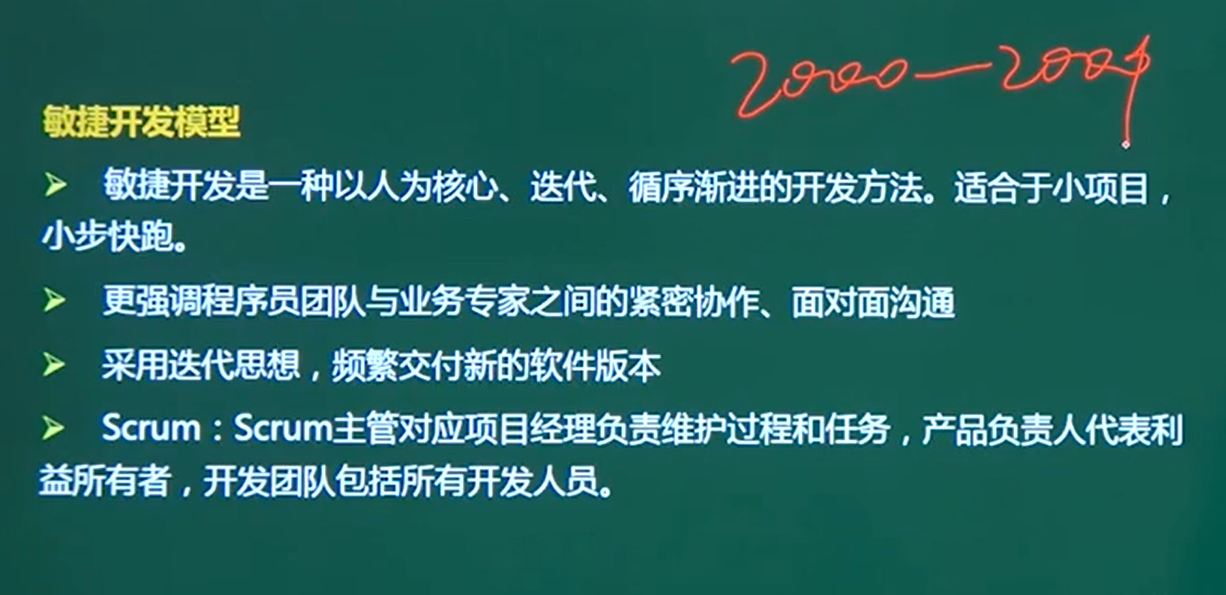 2000—2009
敏捷开发模型
➢ 敏捷开发是一种以人为核心、迭代、循序渐进的开发方法。适合于小项目，
小步快跑。
➢ 更强调程序员团队与业务专家之间的紧密协作、面对面沟通
➢ 采用迭代思想，频繁交付新的软件版本
➢ Scrum：Scrum主管对应项目经理负责维护过程和任务，产品负责人代表利
益所有者，开发团队包括所有开发人员。